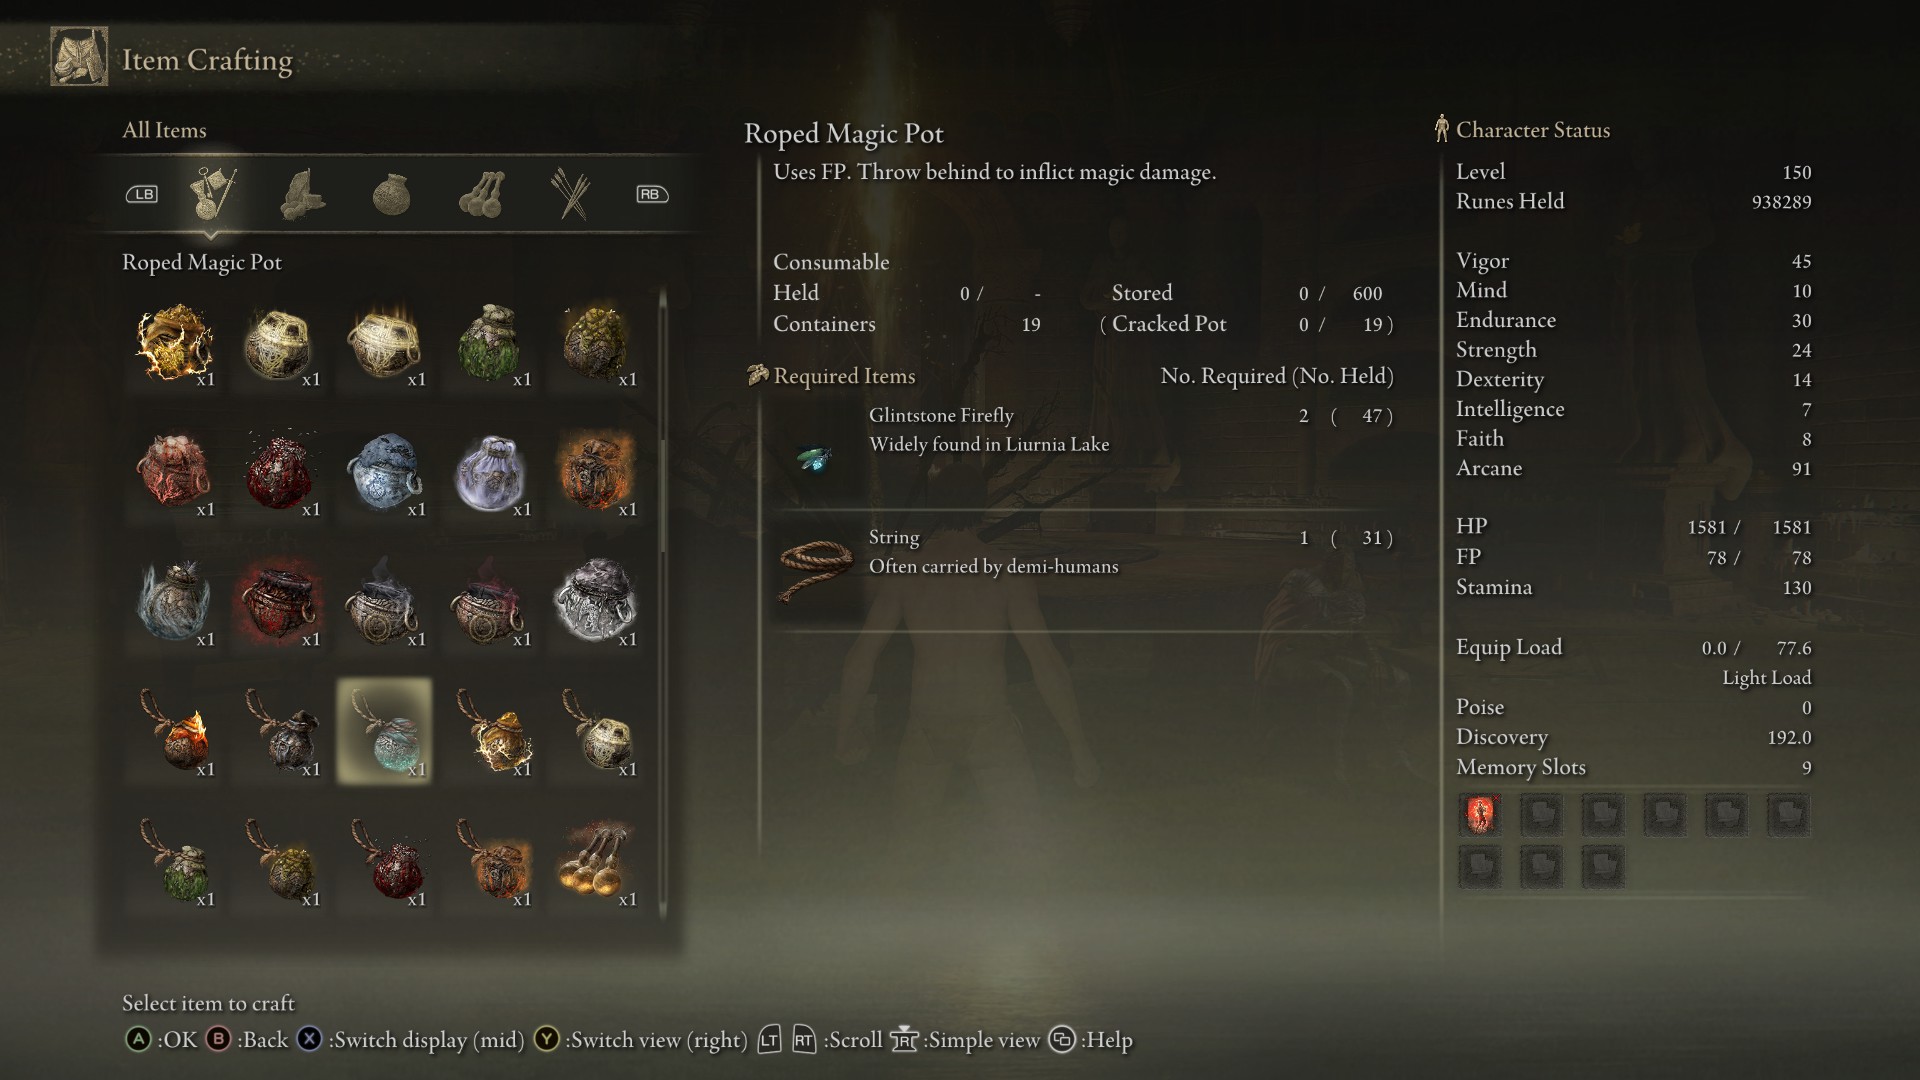 Item Crafting
All Items
LB RB
Roped Magic Pot
x1 x1 x1 x1 x1
x1 x1 x1 x1 x1
x1 x1 x1 x1 x1
x1 x1 x1 x1 x1
x1 x1 x1 x1 x1
Roped Magic Pot
Uses FP. Throw behind to inflict magic damage.
Consumable
Held 0 / - Stored 0 / 600
Containers 19 ( Cracked Pot 0 / 19 )
Required Items No. Required (No. Held)
Glintstone Firefly 2 ( 47 )
Widely found in Liurnia Lake
String 1 ( 31 )
Often carried by demi-humans
Character Status
Level 150
Runes Held 938289
Vigor 45
Mind 10
Endurance 30
Strength 24
Dexterity 14
Intelligence 7
Faith 8
Arcane 91
HP 1581 / 1581
FP 78 / 78
Stamina 130
Equip Load 0.0 / 77.6
Light Load
Poise 0
Discovery 192.0
Memory Slots 9
Select item to craft
A :OK B :Back X :Switch display (mid) Y :Switch view (right) LT RT :Scroll R :Simple view :Help